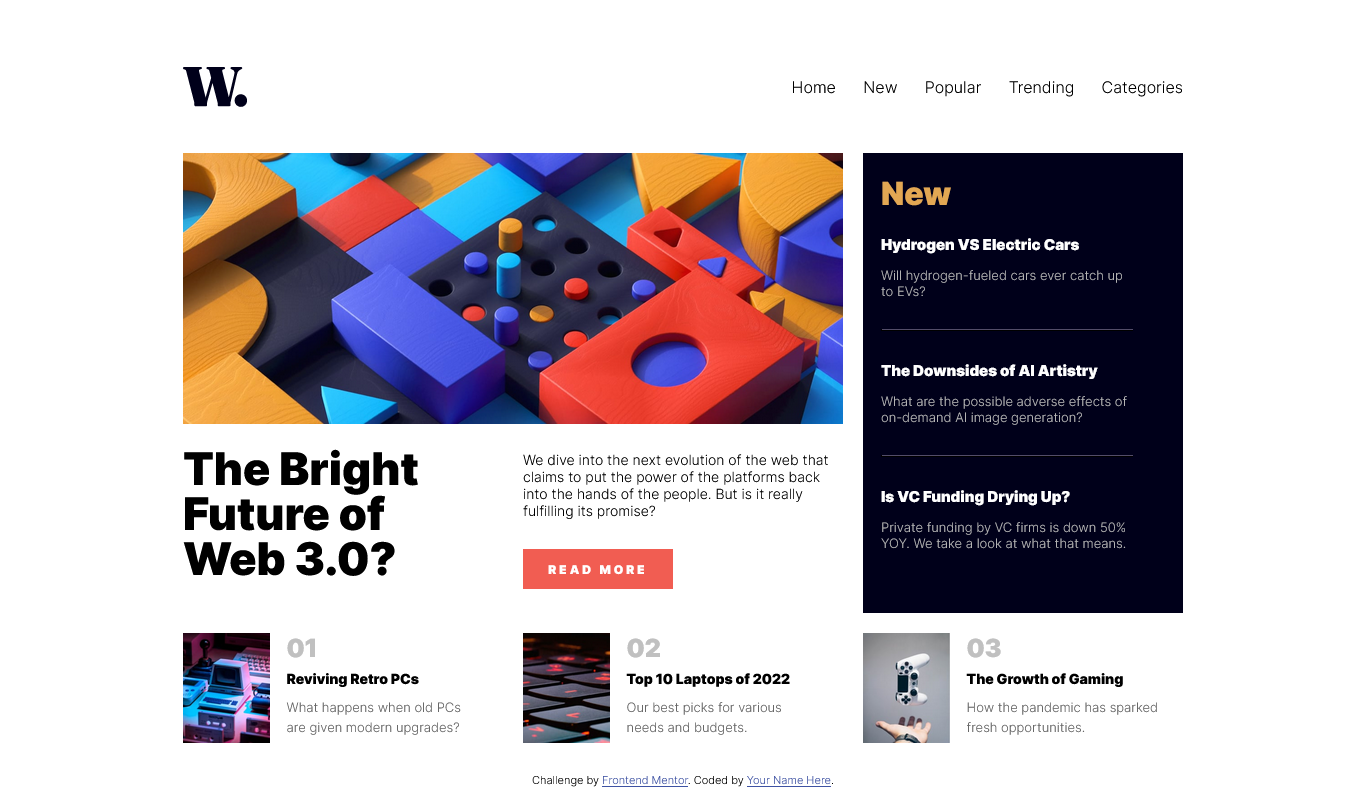 W.
Home New Popular Trending Categories
New
Hydrogen VS Electric Cars
Will hydrogen-fueled cars ever catch up
to EVs?
The Downsides of AI Artistry
What are the possible adverse effects of
on-demand AI image generation?
Is VC Funding Drying Up?
Private funding by VC firms is down 50%
YOY. We take a look at what that means.
The Bright
Future of
Web 3.0?
We dive into the next evolution of the web that
claims to put the power of the platforms back
into the hands of the people. But is it really
fulfilling its promise?
READ MORE
01
Reviving Retro PCs
What happens when old PCs
are given modern upgrades?
02
Top 10 Laptops of 2022
Our best picks for various
needs and budgets.
03
The Growth of Gaming
How the pandemic has sparked
fresh opportunities.
Challenge by Frontend Mentor. Coded by Your Name Here.